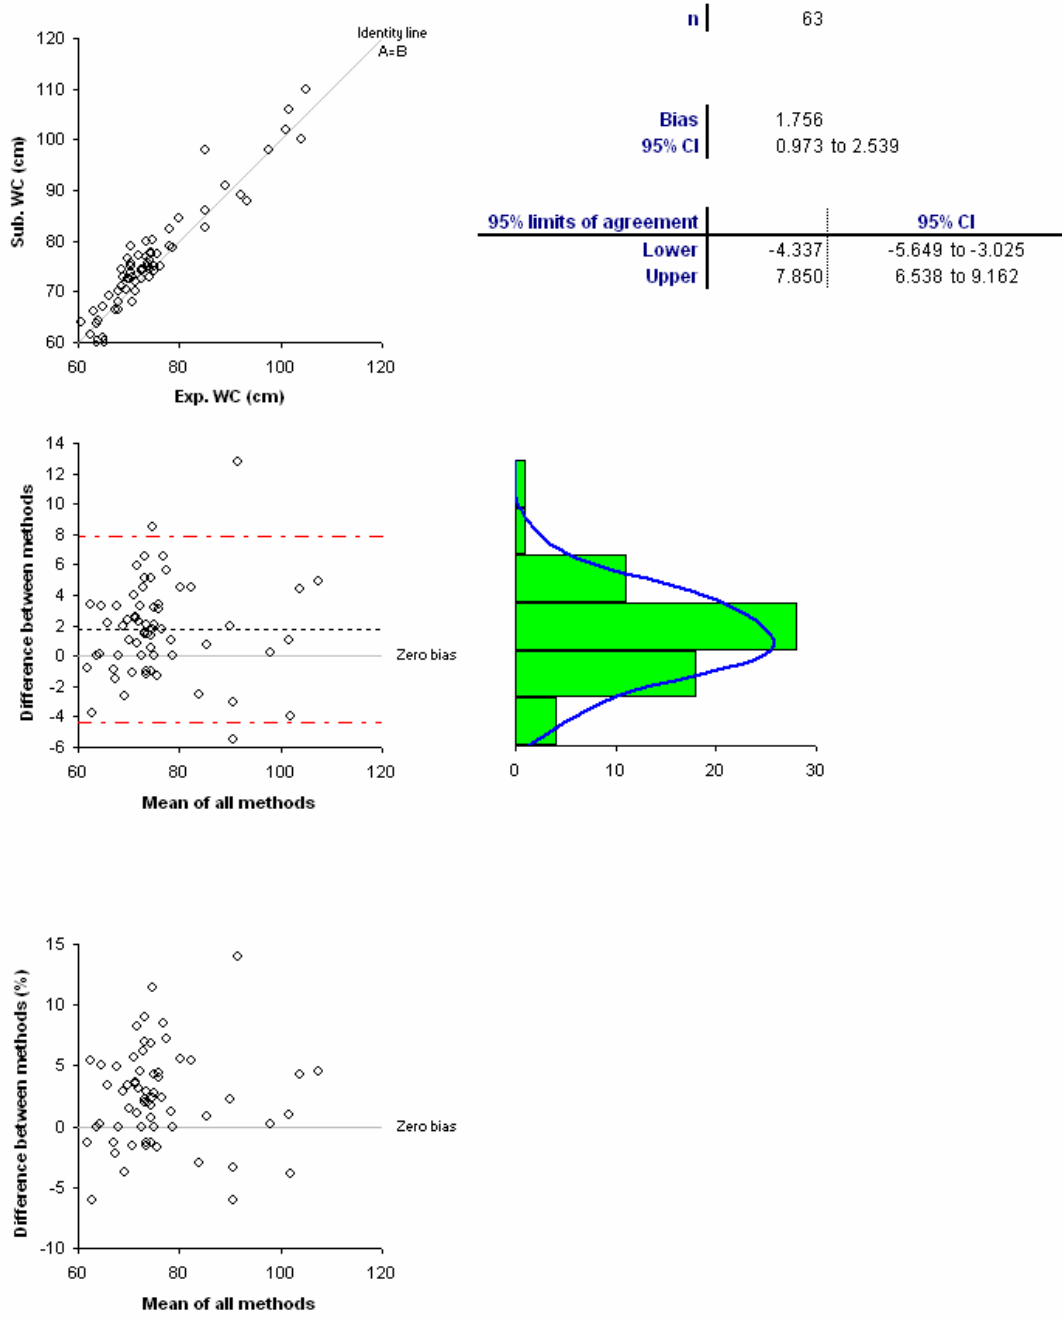 n 63
Bias 1.756
95% CI 0.973 to 2.539
95% limits of agreement 95% CI
Lower -4.337 -5.649 to -3.025
Upper 7.850 6.538 to 9.162
Identity line
A=B
120
110
100
90
80
70
60
Sub. WC (cm)
60 80 100 120
Exp. WC (cm)
14
12
10
8
6
4
2
0
-2
-4
-6
Difference between methods
Zero bias
60 80 100 120
Mean of all methods
0 10 20 30
15
10
5
0
-5
-10
Difference between methods (%)
Zero bias
60 80 100 120
Mean of all methods